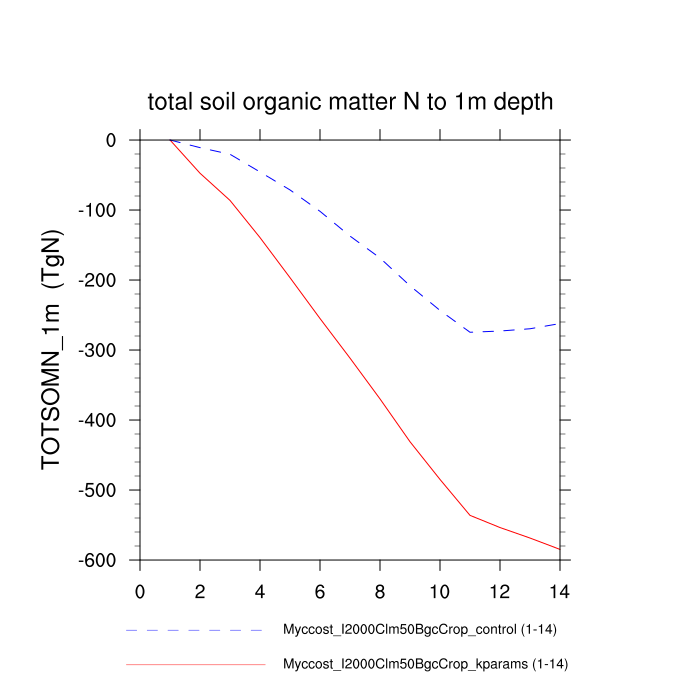 total soil organic matter N to 1m depth
TOTSOMN_1m (TgN)
0
-100
-200
-300
-400
-500
-600
0 2 4 6 8 10 12 14
Myccost_I2000Clm50BgcCrop_control (1-14)
Myccost_I2000Clm50BgcCrop_kparams (1-14)